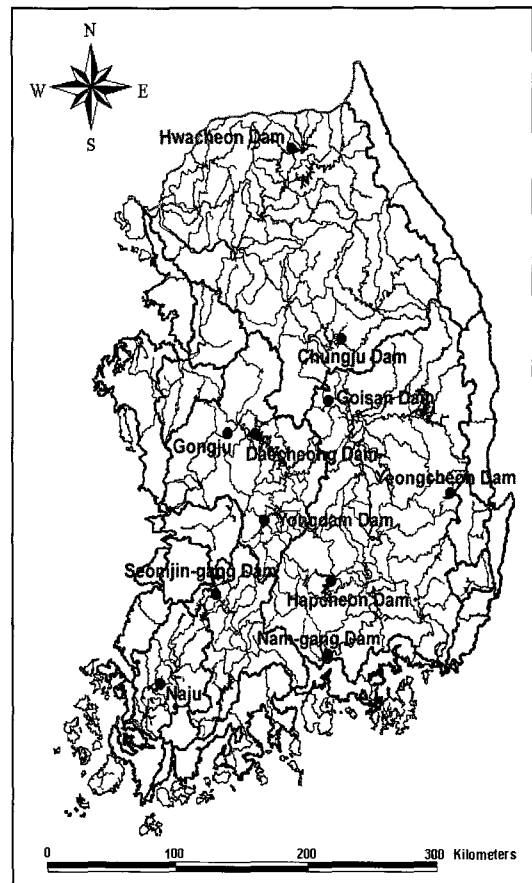 N
W E
S
Hwacheon Dam
Chungju Dam
Goisan Dam
Gongju
Daecheong Dam
Yeongcheon Dam
Yongdam Dam
Seomjin-gang Dam
Hapcheon Dam
Nam-gang Dam
Naju
0 100 200 300 Kilometers